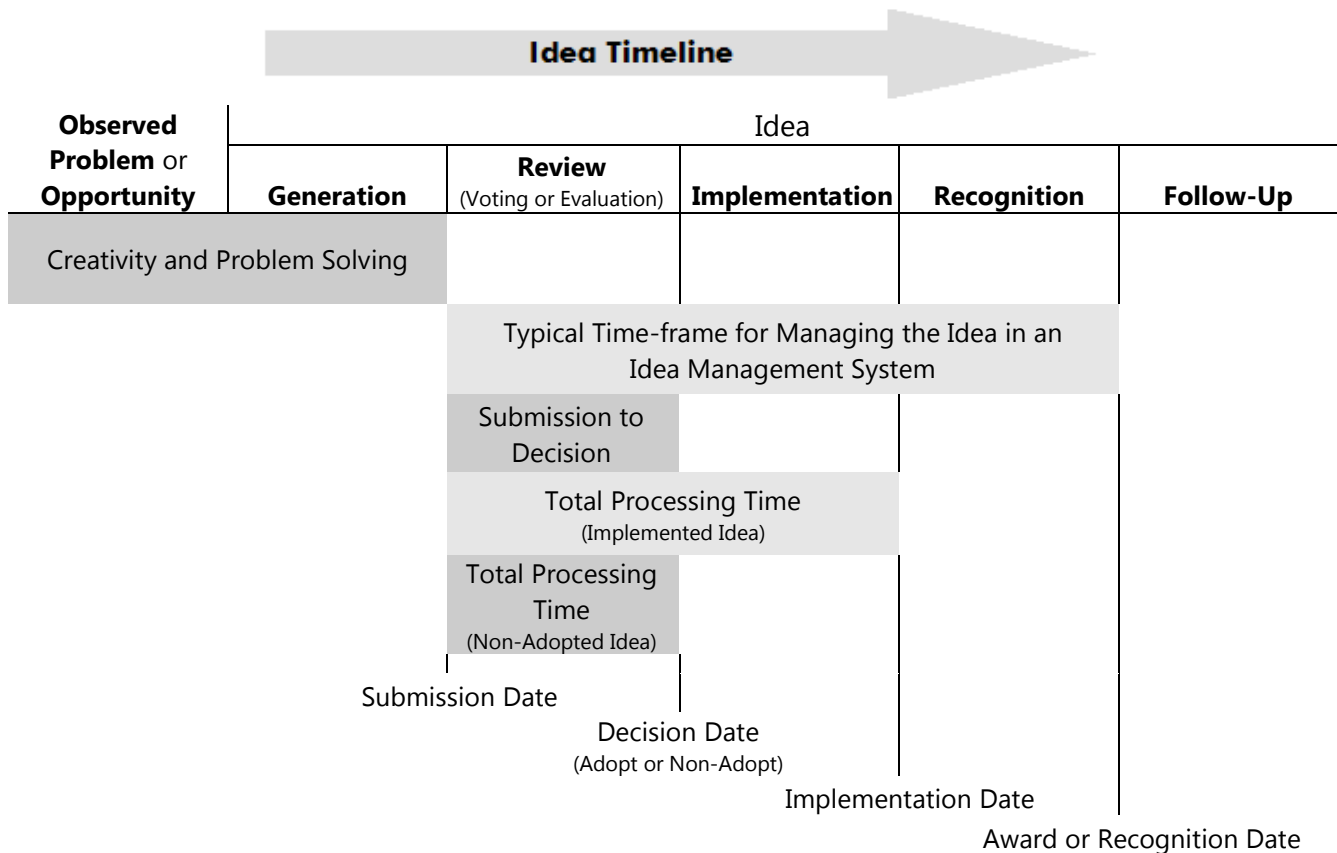 Idea Timeline
Observed
Problem or
Opportunity
Idea
Generation
Review
(Voting or Evaluation)
Implementation
Recognition
Follow-Up
Creativity and Problem Solving
Typical Time-frame for Managing the Idea in an
Idea Management System
Submission to
Decision
Total Processing Time
(Implemented Idea)
Total Processing
Time
(Non-Adopted Idea)
Submission Date
Decision Date
(Adopt or Non-Adopt)
Implementation Date
Award or Recognition Date